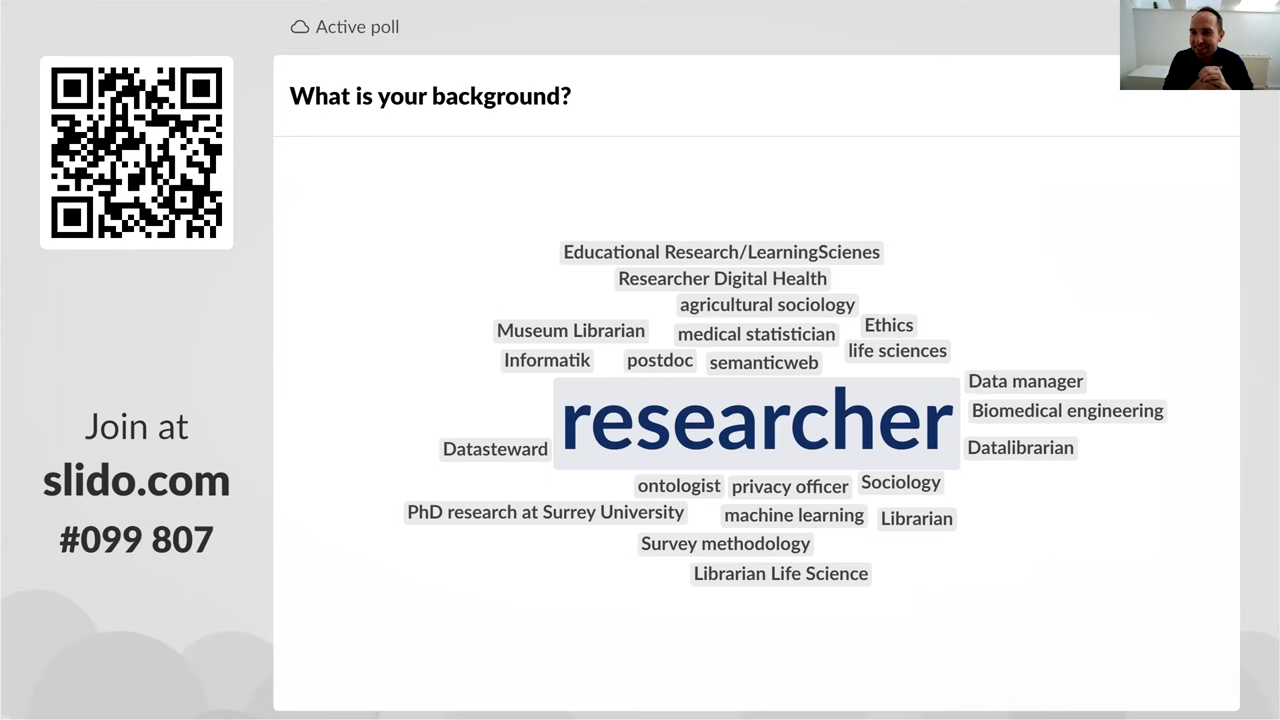 Active poll
What is your background?
Join at
slido.com
#099 807
Educational Research/LearningScienes
Researcher Digital Health
agricultural sociology
Museum Librarian
medical statistician
Ethics
Informatik
postdoc
semanticweb
life sciences
researcher
Data manager
Biomedical engineering
Datasteward
Datalibrarian
ontologist
privacy officer
Sociology
PhD research at Surrey University
machine learning
Librarian
Survey methodology
Librarian Life Science